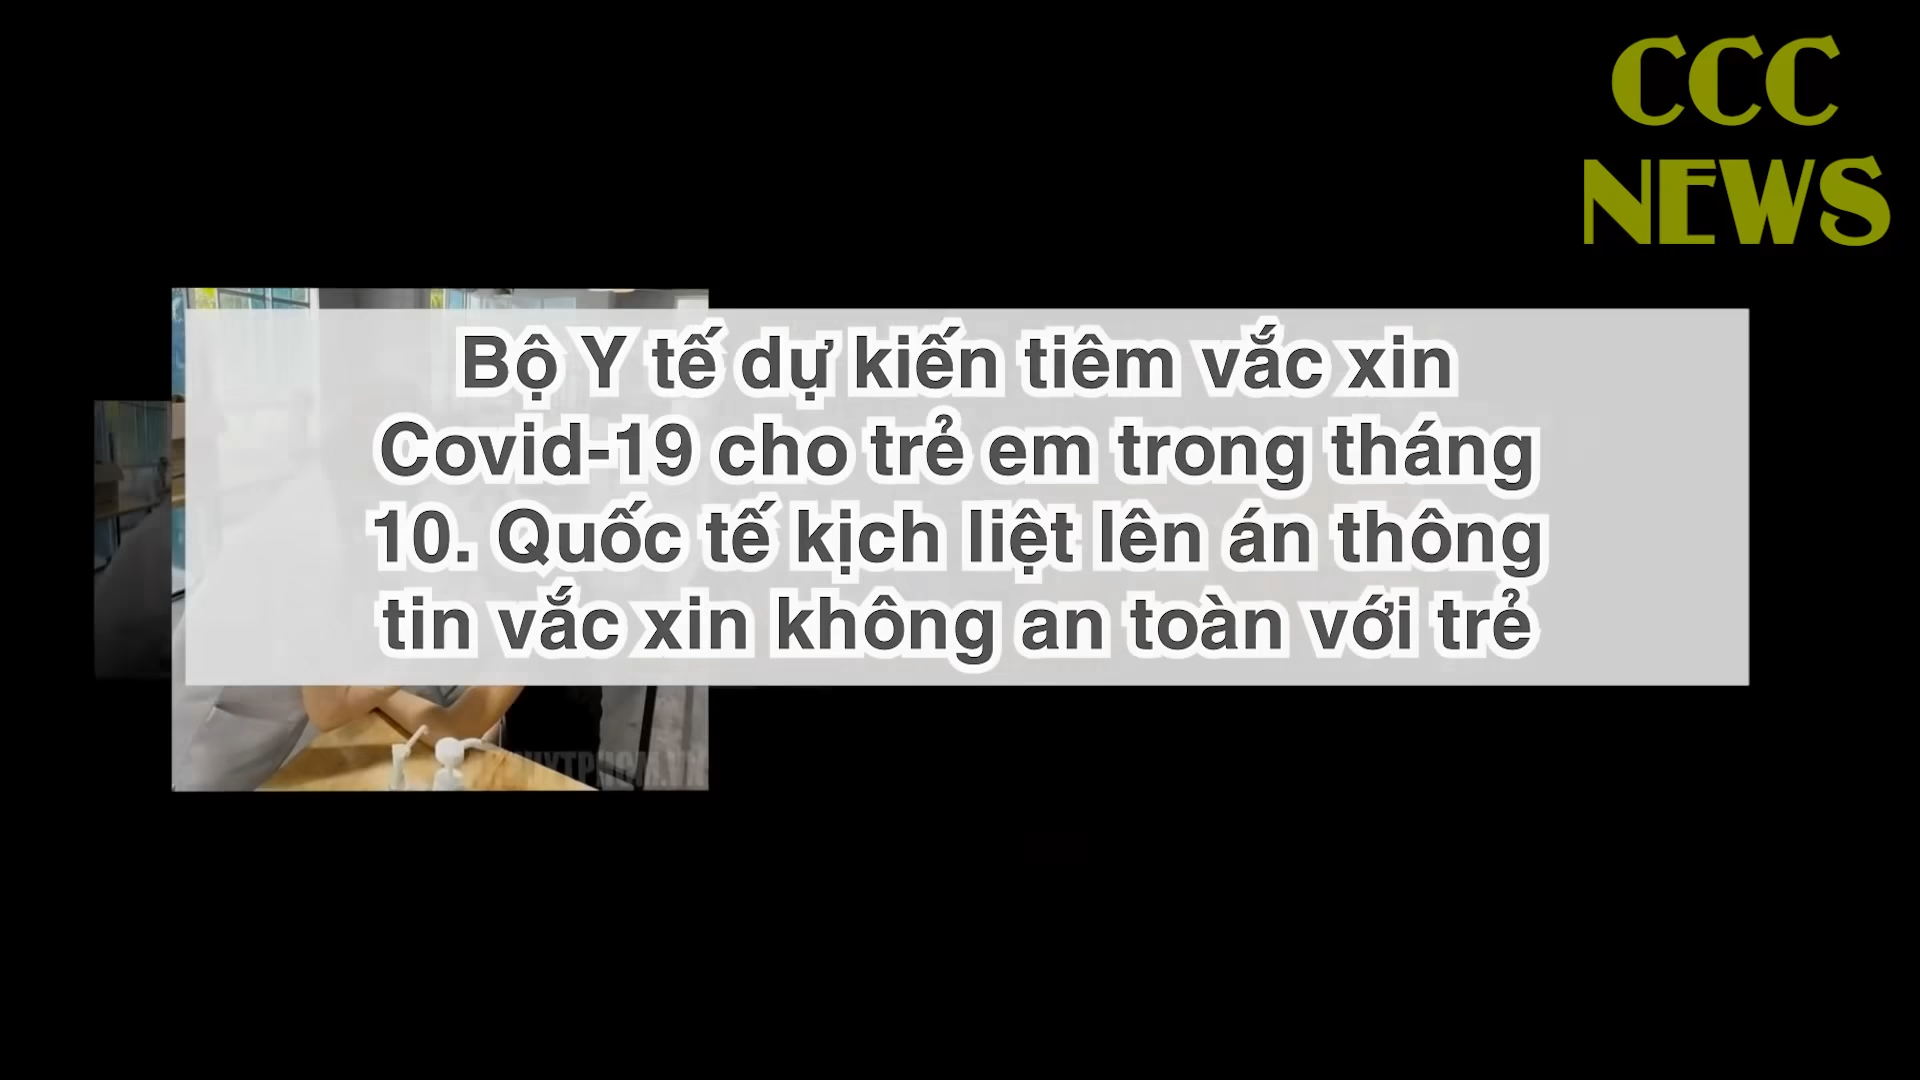 CCC
NEWS
Bộ Y tế dự kiến tiêm vắc xin
Covid-19 cho trẻ em trong tháng
10. Quốc tế kịch liệt lên án thông
tin vắc xin không an toàn với trẻ